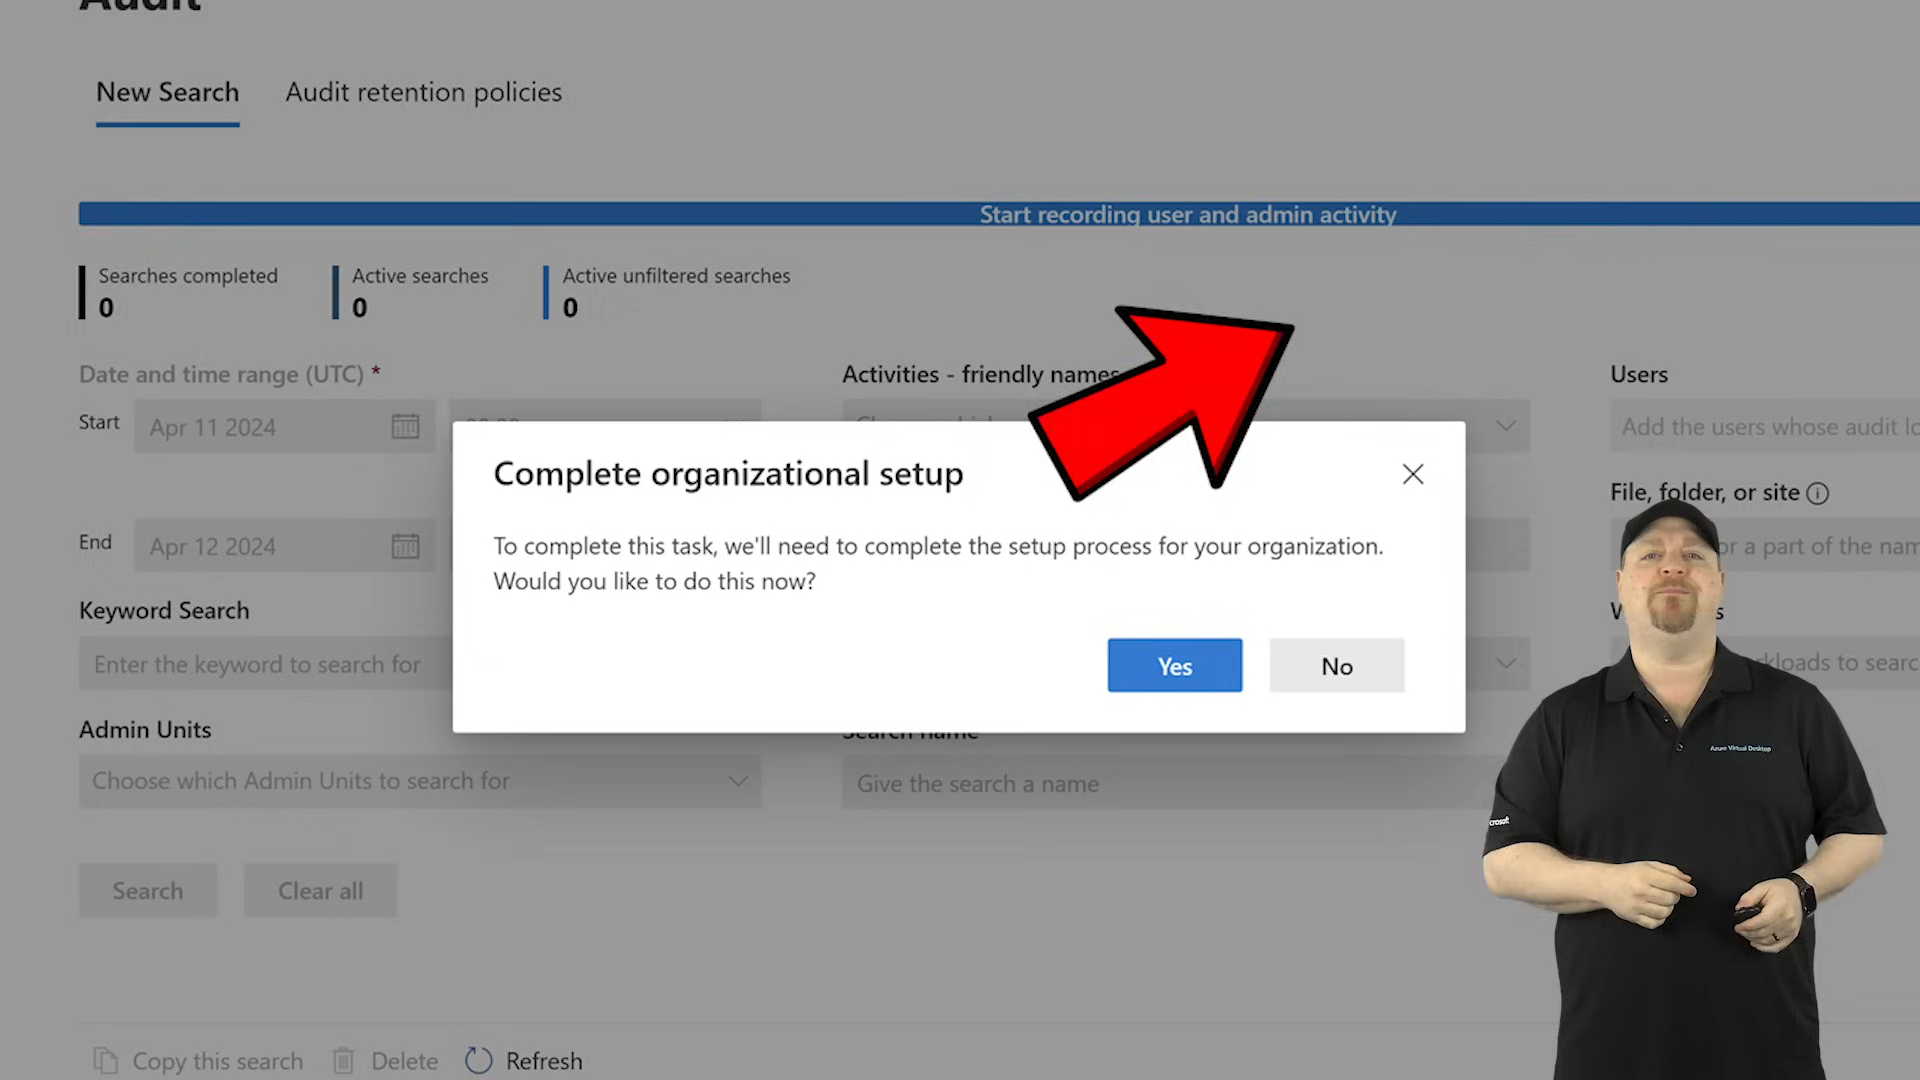 Audit
New Search
Audit retention policies
Start recording user and admin activity
Searches completed
0
Active searches
0
Active unfiltered searches
0
Date and time range (UTC) *
Activities - friendly names
Users
Start
Apr 11 2024
Add the users whose audit lo
Complete organizational setup
File, folder, or site
To complete this task, we'll need to complete the setup process for your organization.
Would you like to do this now?
End
Apr 12 2024
or a part of the nam
Keyword Search
Enter the keyword to search for
Yes
No
kloads to searc
Admin Units
Search name
Choose which Admin Units to search for
Give the search a name
Azure Virtual Desktop
crosoft
Search
Clear all
Copy this search
Delete
Refresh